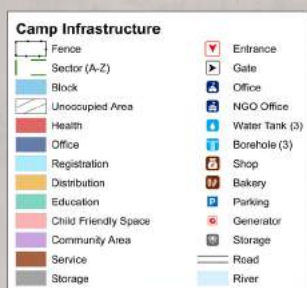 Camp Infrastructure
Fence
Sector (A-Z)
Block
Unoccupied Area
Health
Office
Registration
Distribution
Education
Child Friendly Space
Community Area
Service
Storage
Entrance
Gate
Office
NGO Office
Water Tank (3)
Borehole (3)
Shop
Bakery
P Parking
Generator
Storage
Road
River